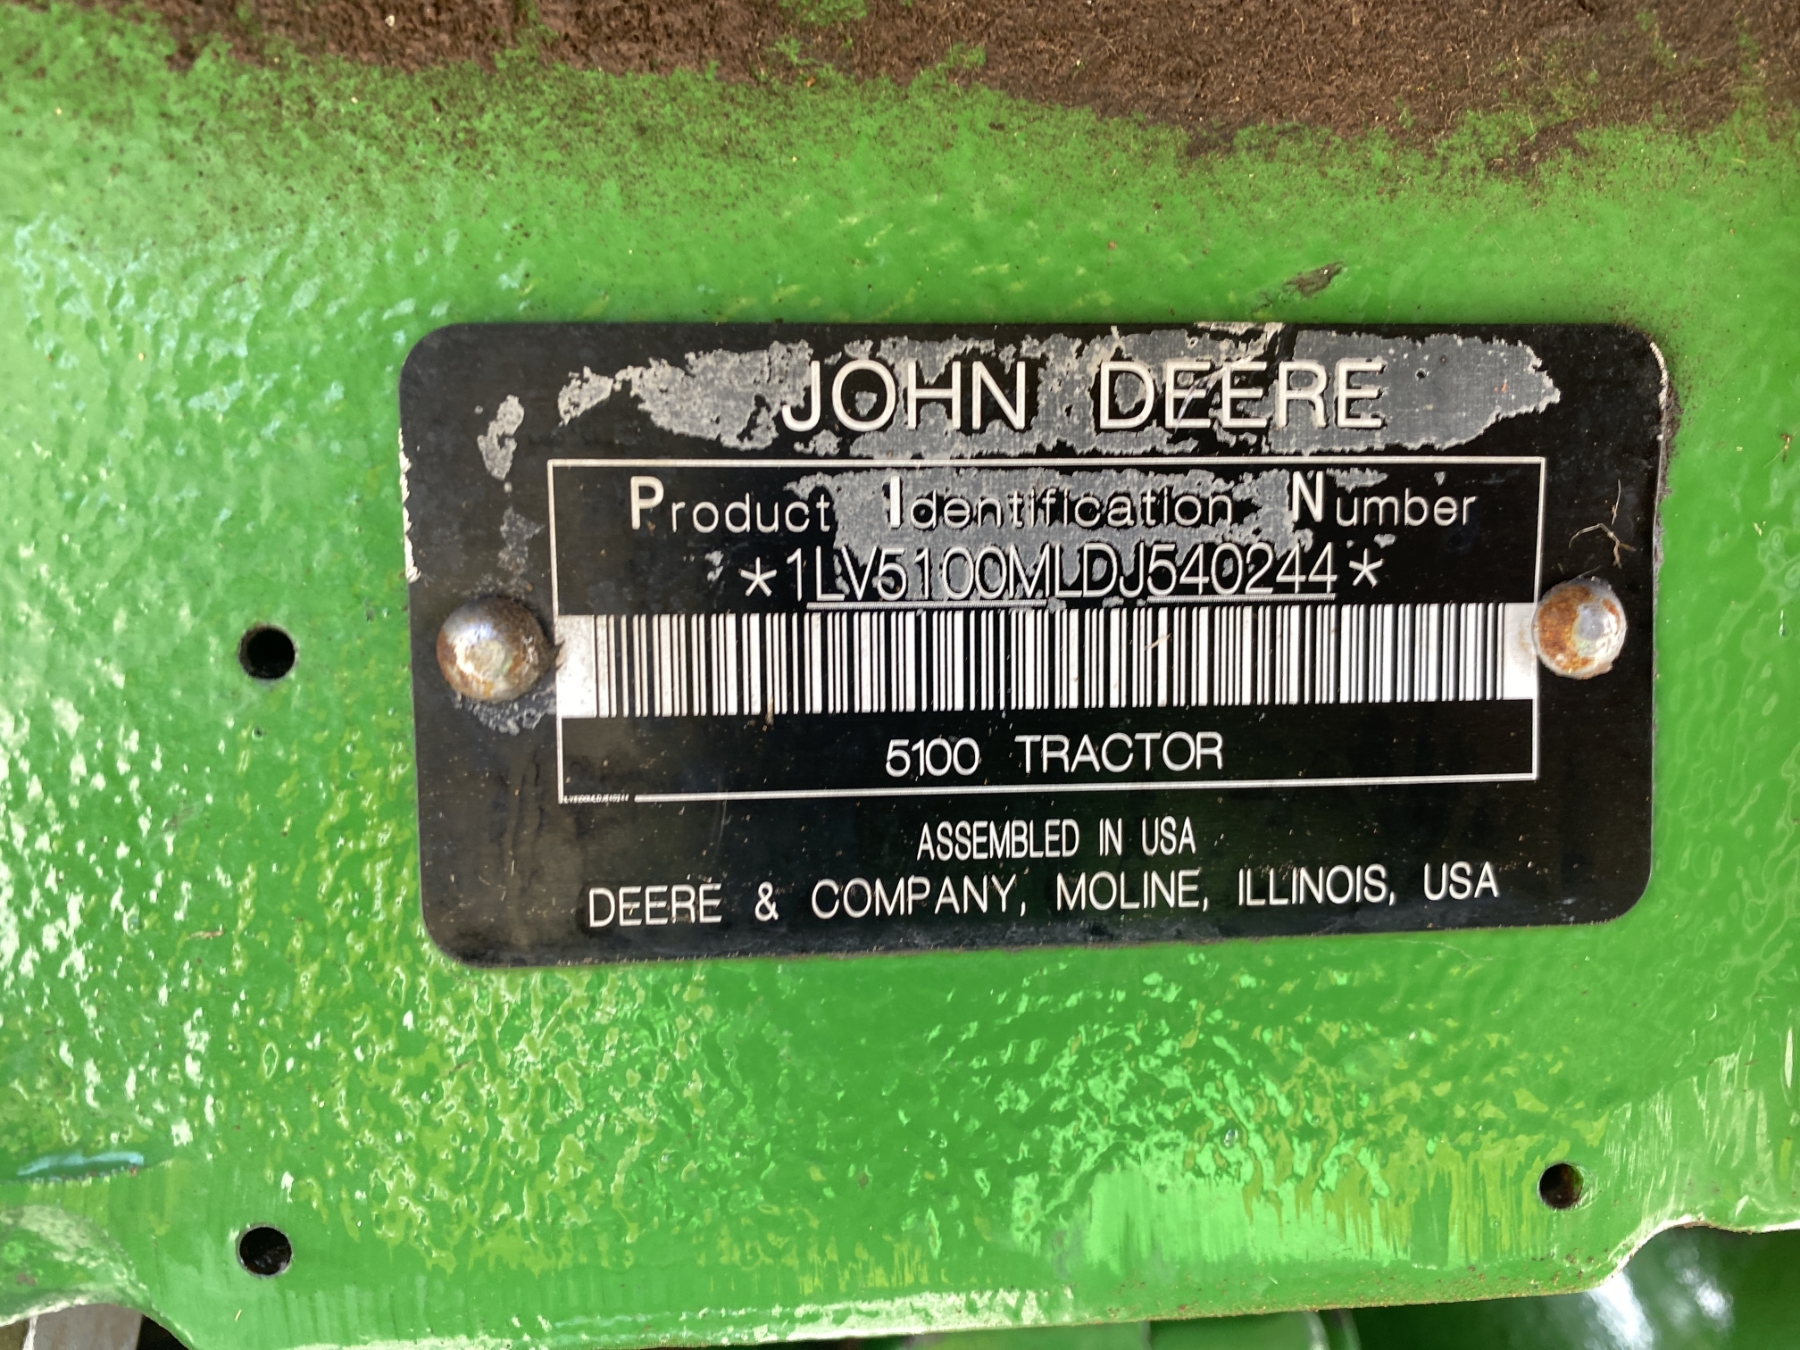 JOHN DEERE
Product Identification Number
*1LV5100MLDJ540244*
5100 TRACTOR
ASSEMBLED IN USA
DEERE & COMPANY, MOLINE, ILLINOIS, USA